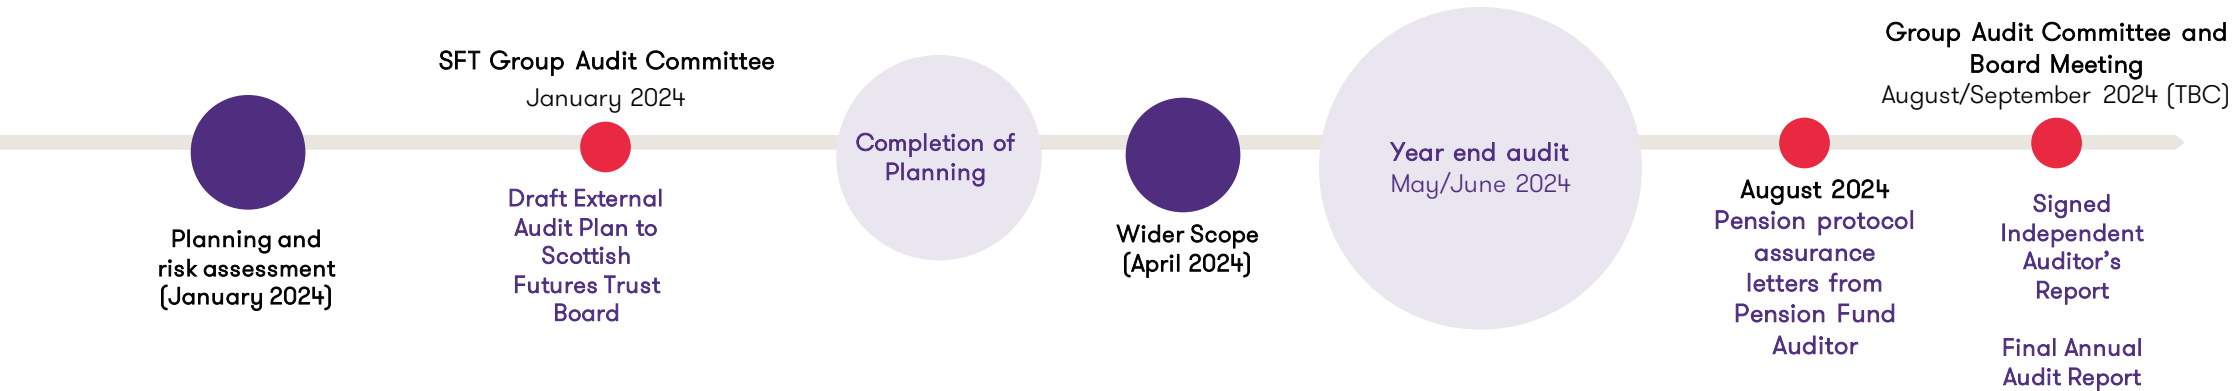 Planning and
risk assessment
(January 2024)
SFT Group Audit Committee
January 2024
Draft External
Audit Plan to
Scottish
Futures Trust
Board
Completion of
Planning
Wider Scope
(April 2024)
Year end audit
May/June 2024
August 2024
Pension protocol
assurance
letters from
Pension Fund
Auditor
Group Audit Committee and
Board Meeting
August/September 2024 (TBC)
Signed
Independent
Auditor’s
Report
Final Annual
Audit Report